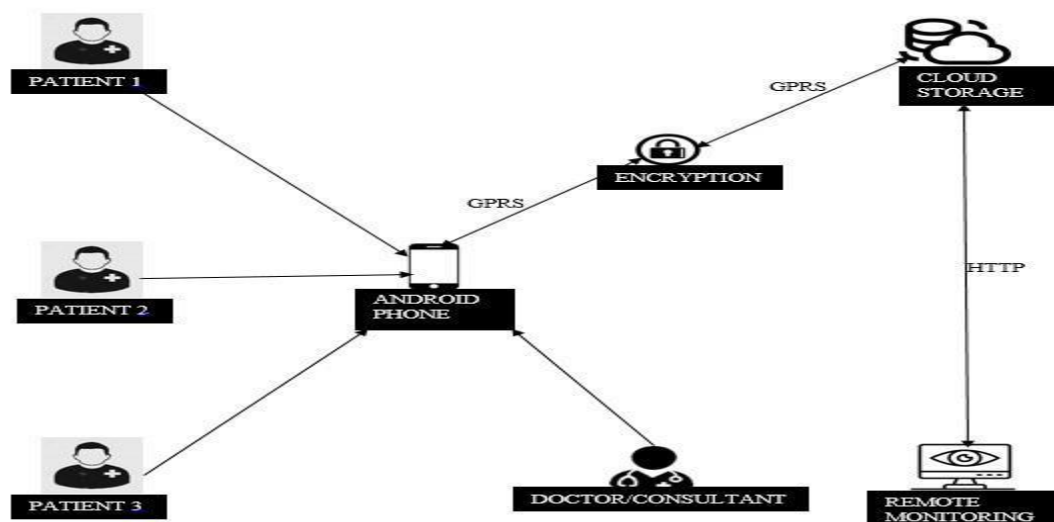 PATIENT 1
CLOUD
STORAGE
GPRS
ENCRYPTION
GPRS
HTTP
PATIENT 2
ANDROID
PHONE
PATIENT 3
DOCTOR/CONSULTANT
REMOTE
MONITORING